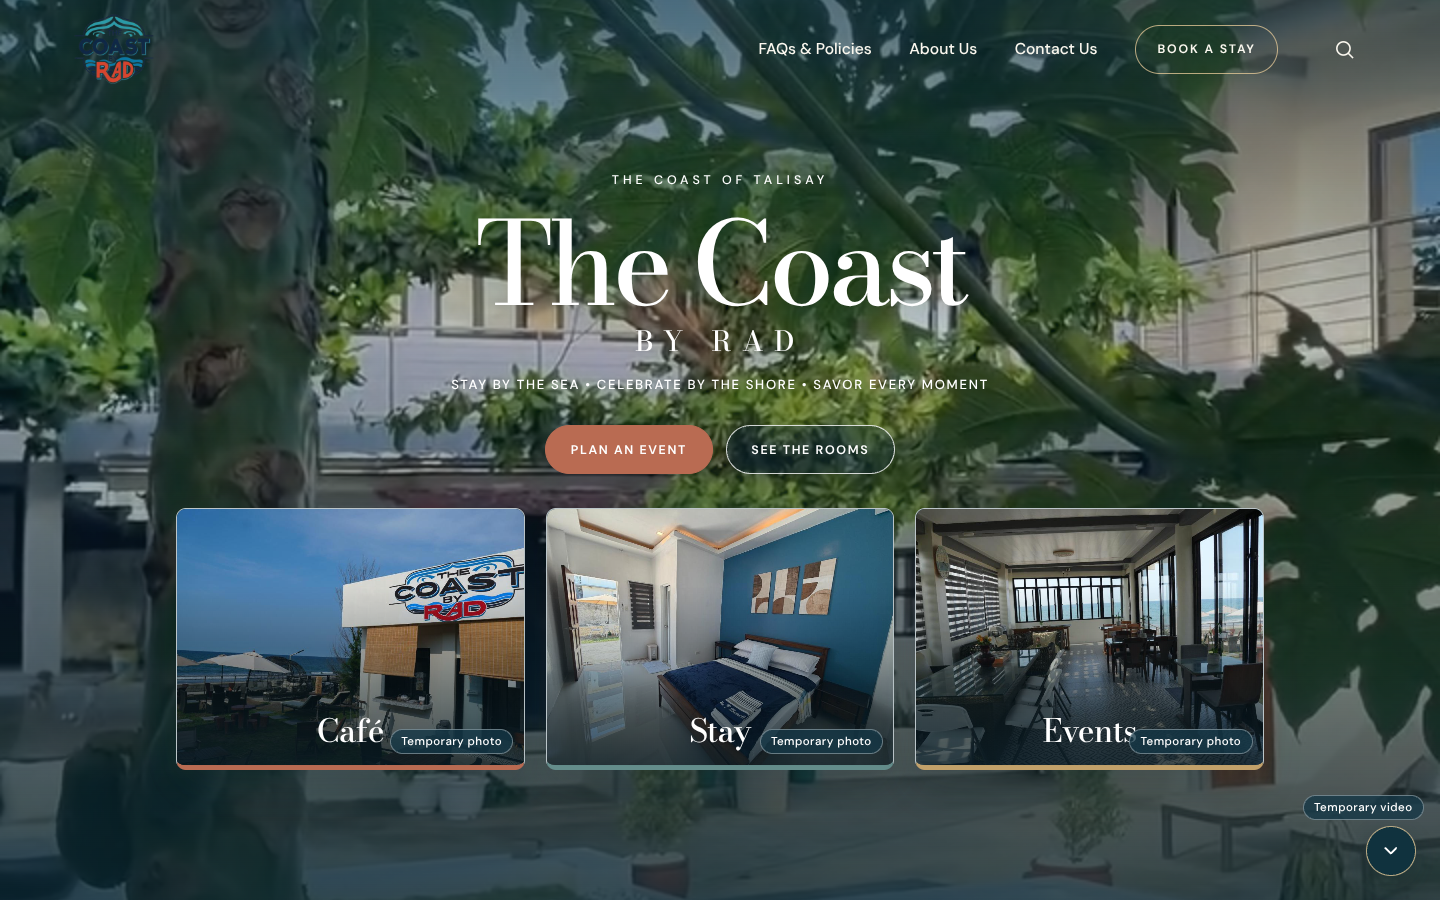 COAST
RAD
FAQs & Policies
About Us
Contact Us
BOOK A STAY
THE COAST OF TALISAY
The Coast
BY RAD
STAY BY THE SEA • CELEBRATE BY THE SHORE • SAVOR EVERY MOMENT
PLAN AN EVENT
SEE THE ROOMS
THE
COAST
BY
RAD
Café
Temporary photo
Stay
Temporary photo
Events
Temporary photo
Temporary video